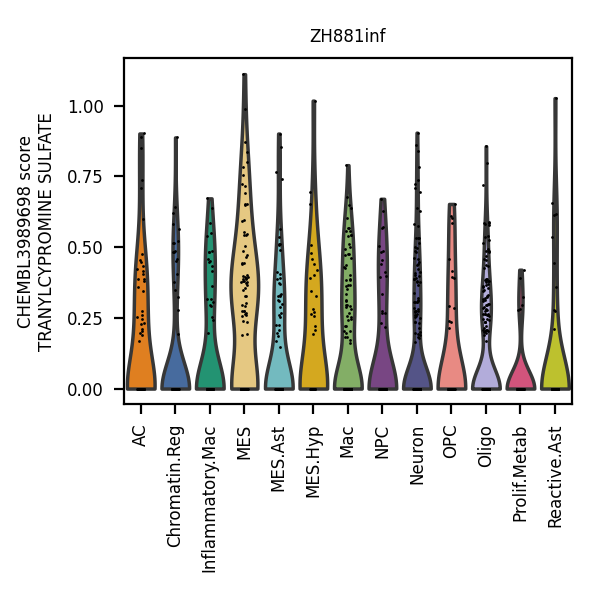 ZH881inf
CHEMBL3989698 score
TRANYLCYPROMINE SULFATE
1.00
0.75
0.50
0.25
0.00
AC
Chromatin.Reg
Inflammatory.Mac
MES
MES.Ast
MES.Hyp
Mac
NPC
Neuron
OPC
Oligo
Prolif.Metab
Reactive.Ast